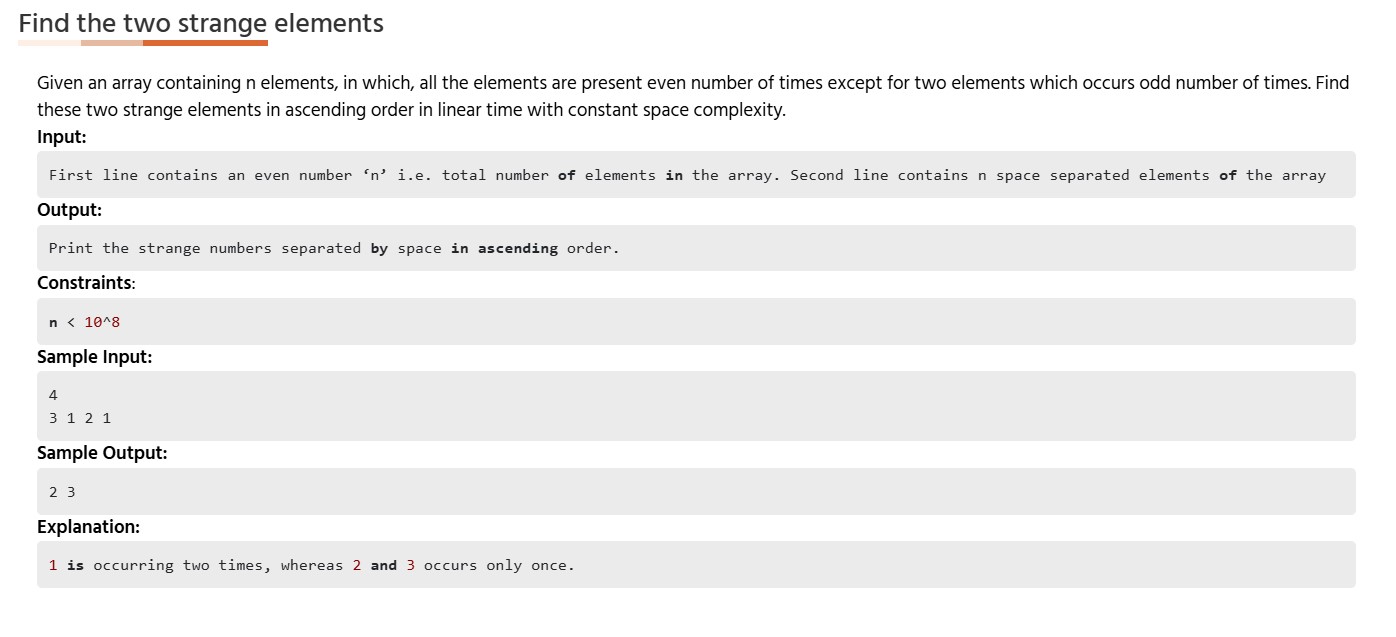 Find the two strange elements
Given an array containing n elements, in which, all the elements are present even number of times except for two elements which occurs odd number of times. Find
these two strange elements in ascending order in linear time with constant space complexity.
Input:
First line contains an even number ‘n’ i.e. total number of elements in the array. Second line contains n space separated elements of the array
Output:
Print the strange numbers separated by space in ascending order.
Constraints:
n < 10^8
Sample Input:
4
3 1 2 1
Sample Output:
2 3
Explanation:
1 is occurring two times, whereas 2 and 3 occurs only once.